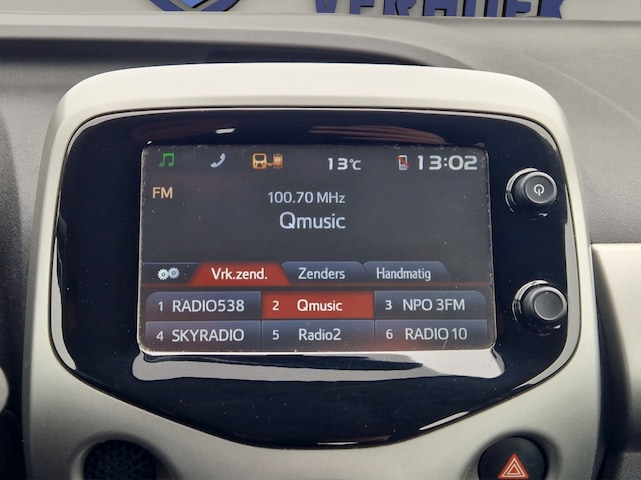 VERHOEK
13°C
13:02
FM
100.70 MHz
Qmusic
Vrk.zend. Zenders Handmatig
1 RADIO538 2 Qmusic 3 NPO 3FM
4 SKYRADIO 5 Radio2 6 RADIO 10